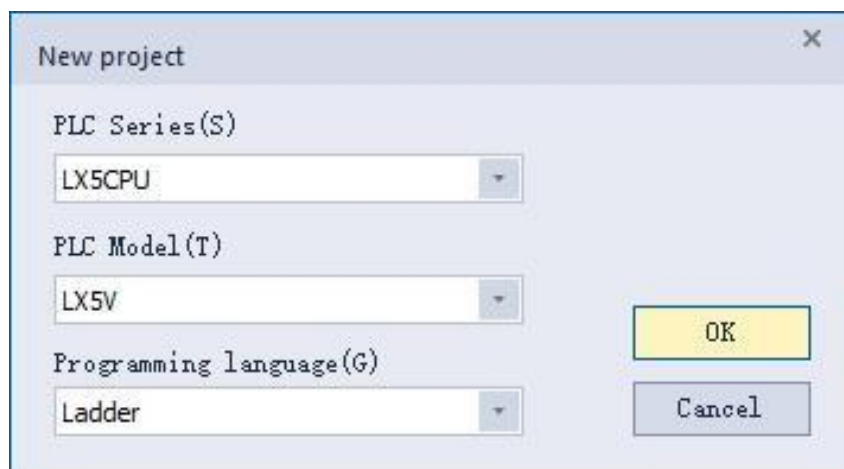 New project
PLC Series(S)
LX5CPU
PLC Model(T)
LX5V
OK
Programming language(G)
Ladder
Cancel